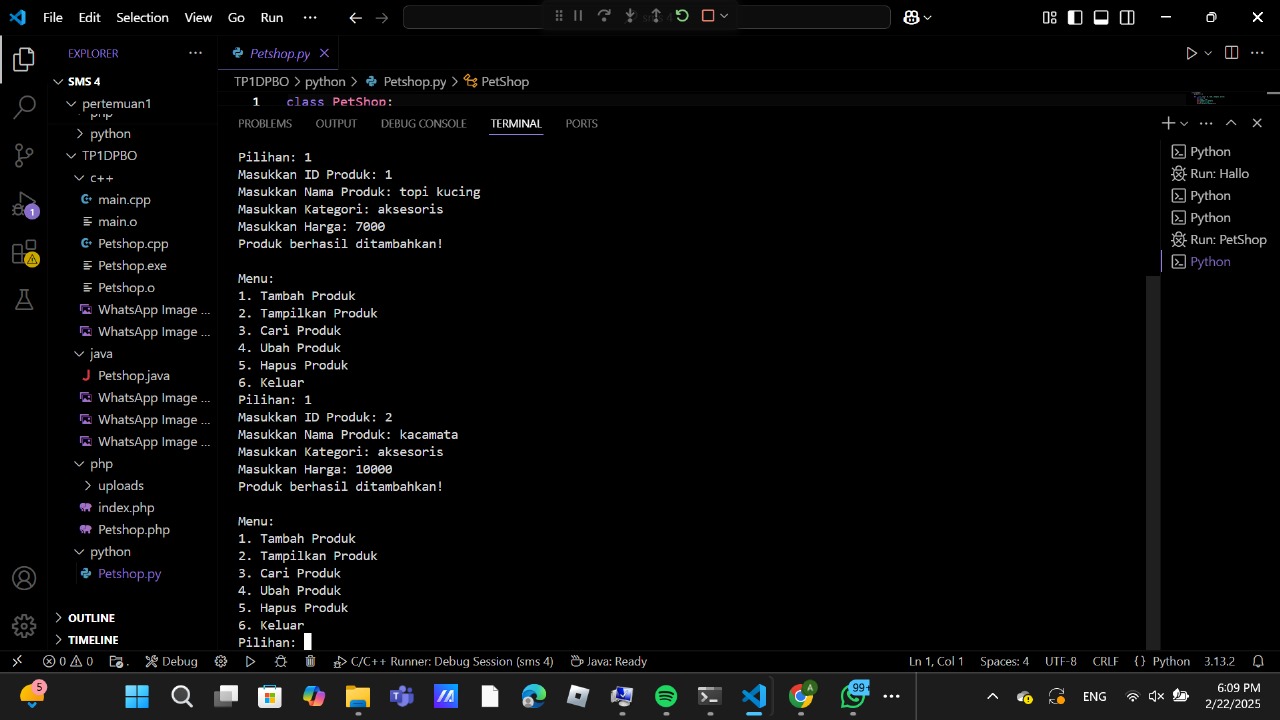 File Edit Selection View Go Run ···
EXPLORER ···
SMS 4
pertemuan1
php
python
TP1DPBO
c++
main.cpp
main.o
Petshop.cpp
Petshop.exe
Petshop.o
WhatsApp Image ...
WhatsApp Image ...
java
J Petshop.java
WhatsApp Image ...
WhatsApp Image ...
WhatsApp Image ...
php
uploads
index.php
Petshop.php
python
Petshop.py
OUTLINE
TIMELINE
1
Petshop.py
TP1DPBO > python > Petshop.py > PetShop
1 class PetShop:
PROBLEMS OUTPUT DEBUG CONSOLE TERMINAL PORTS
Pilihan: 1
Masukkan ID Produk: 1
Masukkan Nama Produk: topi kucing
Masukkan Kategori: aksesoris
Masukkan Harga: 7000
Produk berhasil ditambahkan!
Menu:
1. Tambah Produk
2. Tampilkan Produk
3. Cari Produk
4. Ubah Produk
5. Hapus Produk
6. Keluar
Pilihan: 1
Masukkan ID Produk: 2
Masukkan Nama Produk: kacamata
Masukkan Kategori: aksesoris
Masukkan Harga: 10000
Produk berhasil ditambahkan!
Menu:
1. Tambah Produk
2. Tampilkan Produk
3. Cari Produk
4. Ubah Produk
5. Hapus Produk
6. Keluar
Pilihan:
Python
Run: Hallo
Python
Python
Run: PetShop
Python
0 0 . Debug C/C++ Runner: Debug Session (sms 4) Java: Ready Ln 1, Col 1 Spaces: 4 UTF-8 CRLF {} Python 3.13.2
5 A 99+ ··· ENG 6:09 PM
2/22/2025